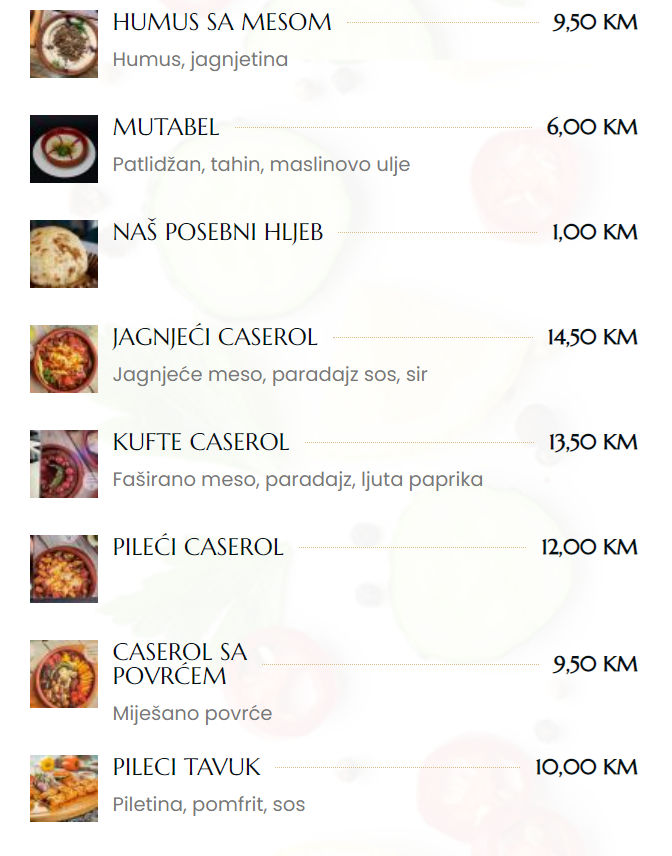 HUMUS SA MESOM 9,50 KM
Humus, jagnjetina
MUTABEL 6,00 KM
Patlidžan, tahin, maslinovo ulje
NAŠ POSEBNI HLJEB 1,00 KM
JAGNJEĆI CASEROL 14,50 KM
Jagnjeće meso, paradajz sos, sir
KUFTE CASEROL 13,50 KM
Faširano meso, paradajz, ljuta paprika
PILEĆI CASEROL 12,00 KM
CASEROL SA
POVRĆEM 9,50 KM
Miješano povrće
PILECI TAVUK 10,00 KM
Piletina, pomfrit, sos